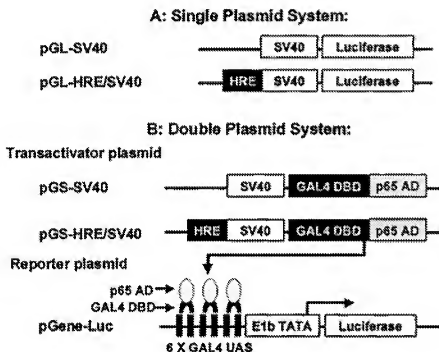 A: Single Plasmid System:
pGL-SV40 SV40 Luciferase
pGL-HRE/SV40 HRE SV40 Luciferase
B: Double Plasmid System:
Transactivator plasmid
pGS-SV40 SV40 GAL4 DBD p65 AD
pGS-HRE/SV40 HRE SV40 GAL4 DBD p65 AD
Reporter plasmid
p65 AD
GAL4 DBD
pGene-Luc E1b TATA Luciferase
6 X GAL4 UAS